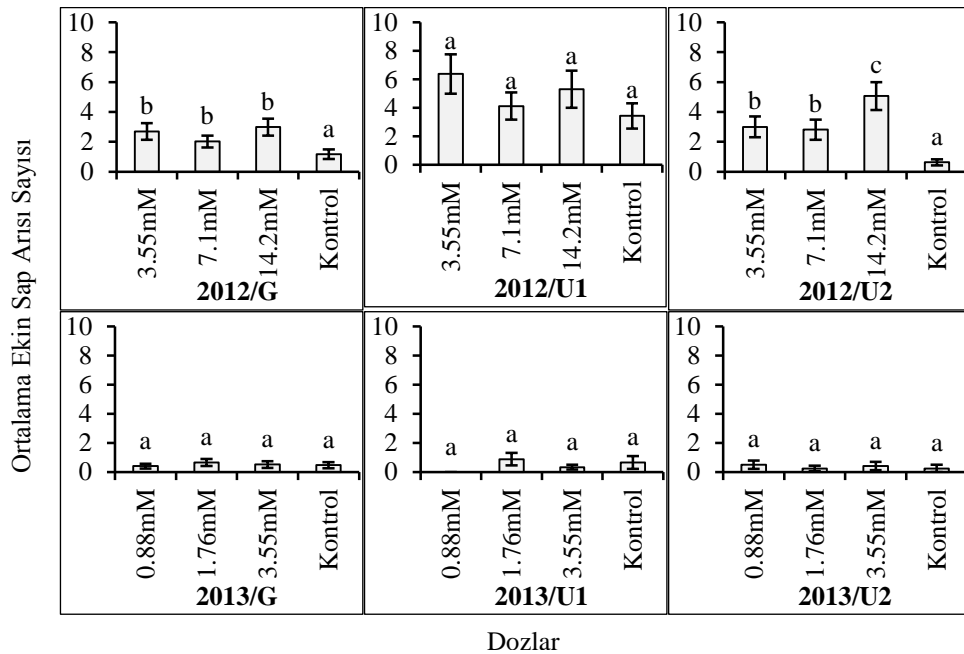 Ortalama Ekin Sap Arısı Sayısı
10
8
6
4
2
0
b
b
b
a
3.55mM
7.1mM
14.2mM
Kontrol
2012/G
10
8
6
4
2
0
a
a
a
a
3.55mM
7.1mM
14.2mM
Kontrol
2012/U1
10
8
6
4
2
0
b
b
c
a
3.55mM
7.1mM
14.2mM
Kontrol
2012/U2
10
8
6
4
2
0
a
a
a
a
0.88mM
1.76mM
3.55mM
Kontrol
2013/G
10
8
6
4
2
0
a
a
a
a
0.88mM
1.76mM
3.55mM
Kontrol
2013/U1
10
8
6
4
2
0
a
a
a
a
0.88mM
1.76mM
3.55mM
Kontrol
2013/U2
Dozlar